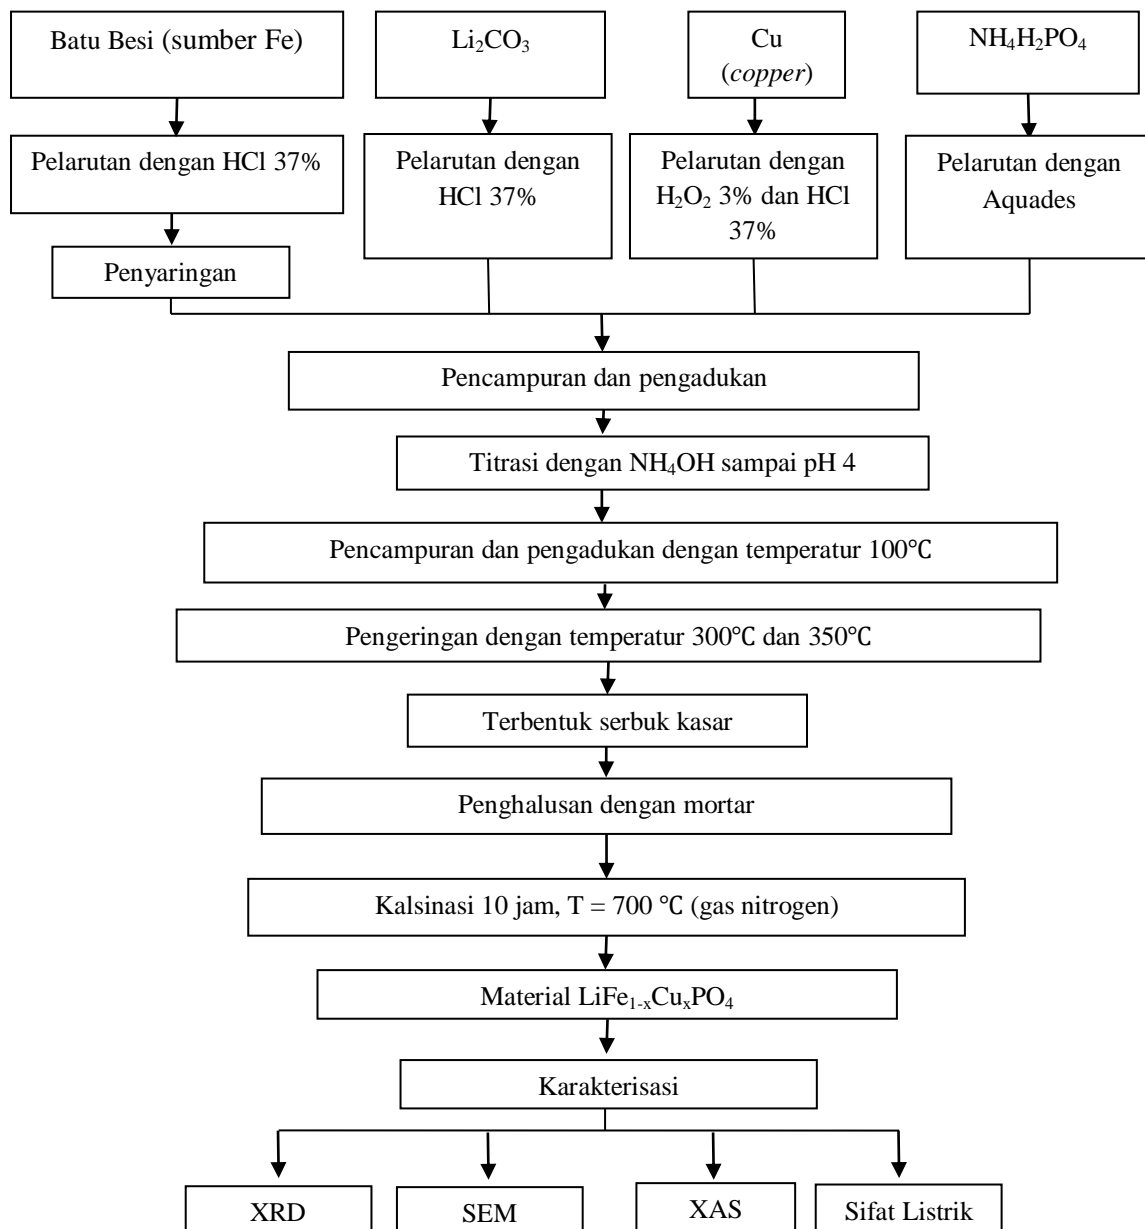 Batu Besi (sumber Fe)
Li₂CO₃
Cu
(copper)
NH₄H₂PO₄
Pelarutan dengan HCl 37%
Pelarutan dengan
HCl 37%
Pelarutan dengan
H₂O₂ 3% dan HCl
37%
Pelarutan dengan
Aquades
Penyaringan
Pencampuran dan pengadukan
Titrasi dengan NH₄OH sampai pH 4
Pencampuran dan pengadukan dengan temperatur 100℃
Pengeringan dengan temperatur 300℃ dan 350℃
Terbentuk serbuk kasar
Penghalusan dengan mortar
Kalsinasi 10 jam, T = 700 ℃ (gas nitrogen)
Material LiFe₁₋ₓCuₓPO₄
Karakterisasi
XRD
SEM
XAS
Sifat Listrik